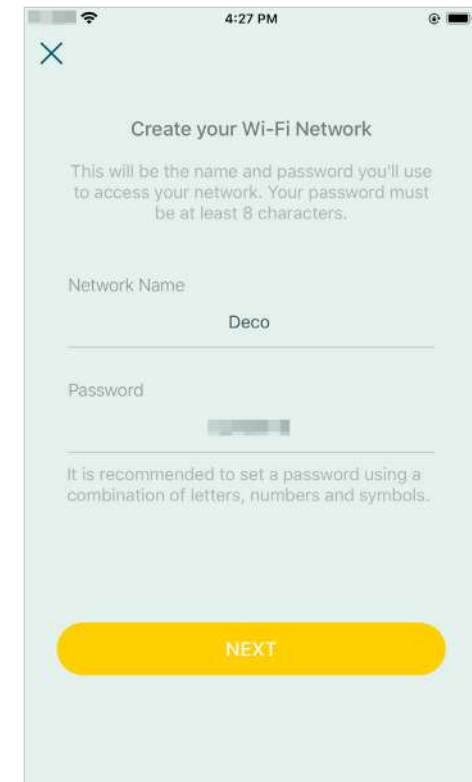 4:27 PM
Create your Wi-Fi Network
This will be the name and password you'll use
to access your network. Your password must
be at least 8 characters.
Network Name
Deco
Password
It is recommended to set a password using a
combination of letters, numbers and symbols.
NEXT